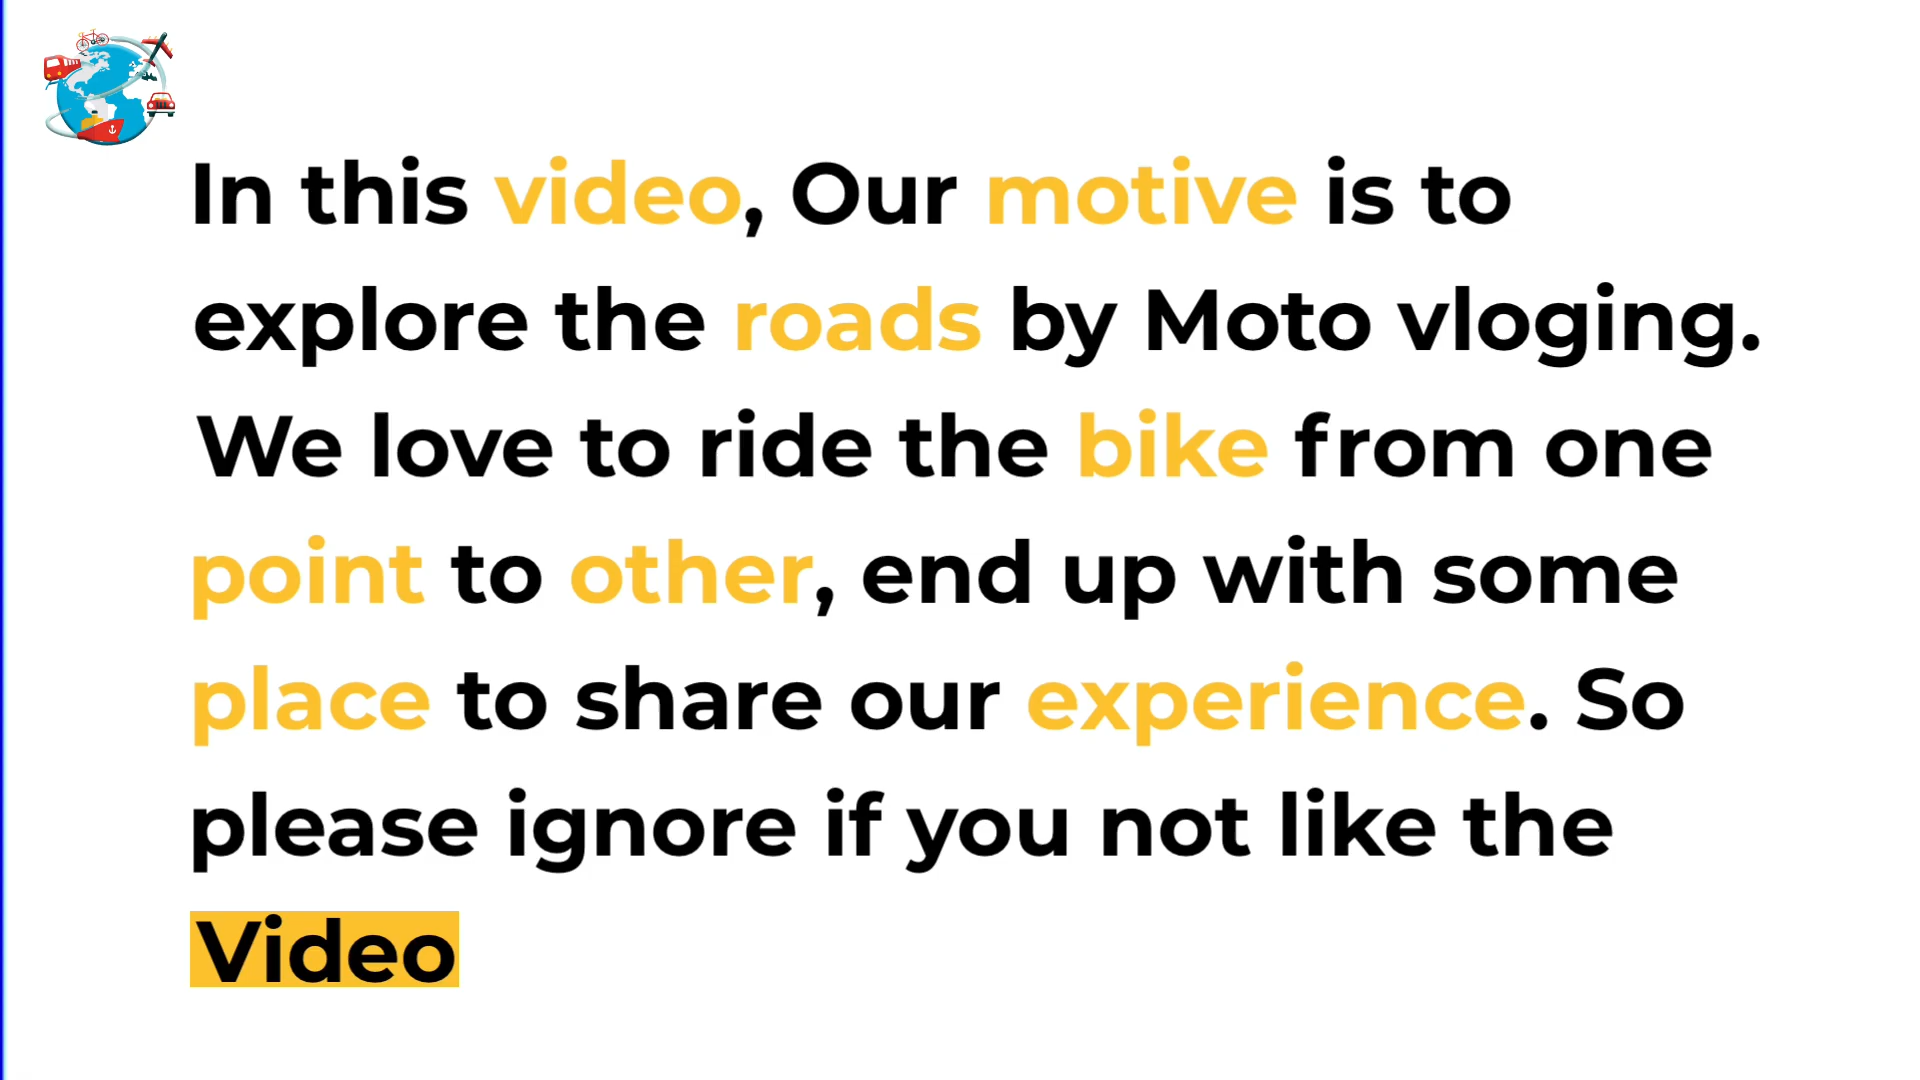 In this video, Our motive is to
explore the roads by Moto vloging.
We love to ride the bike from one
point to other, end up with some
place to share our experience. So
please ignore if you not like the
Video